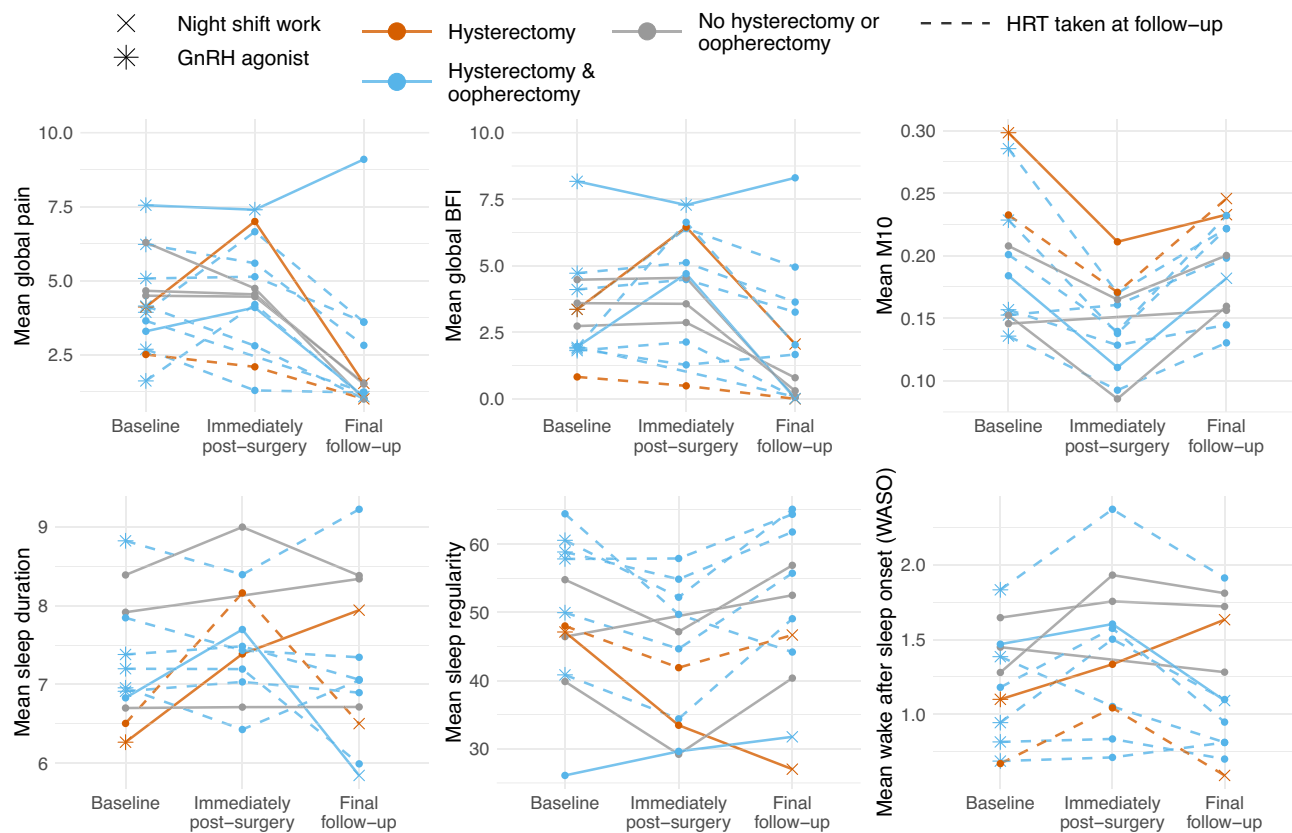 Night shift work
GnRH agonist
Hysterectomy
Hysterectomy &
oopherectomy
No hysterectomy or
oopherectomy
HRT taken at follow−up
Mean global pain
10.0
7.5
5.0
2.5
Baseline
Immediately
post−surgery
Final
follow−up
Mean global BFI
10.0
7.5
5.0
2.5
0.0
Baseline
Immediately
post−surgery
Final
follow−up
Mean M10
0.30
0.25
0.20
0.15
0.10
Baseline
Immediately
post−surgery
Final
follow−up
Mean sleep duration
9
8
7
6
Baseline
Immediately
post−surgery
Final
follow−up
Mean sleep regularity
60
50
40
30
Baseline
Immediately
post−surgery
Final
follow−up
Mean wake after sleep onset (WASO)
2.0
1.5
1.0
Baseline
Immediately
post−surgery
Final
follow−up